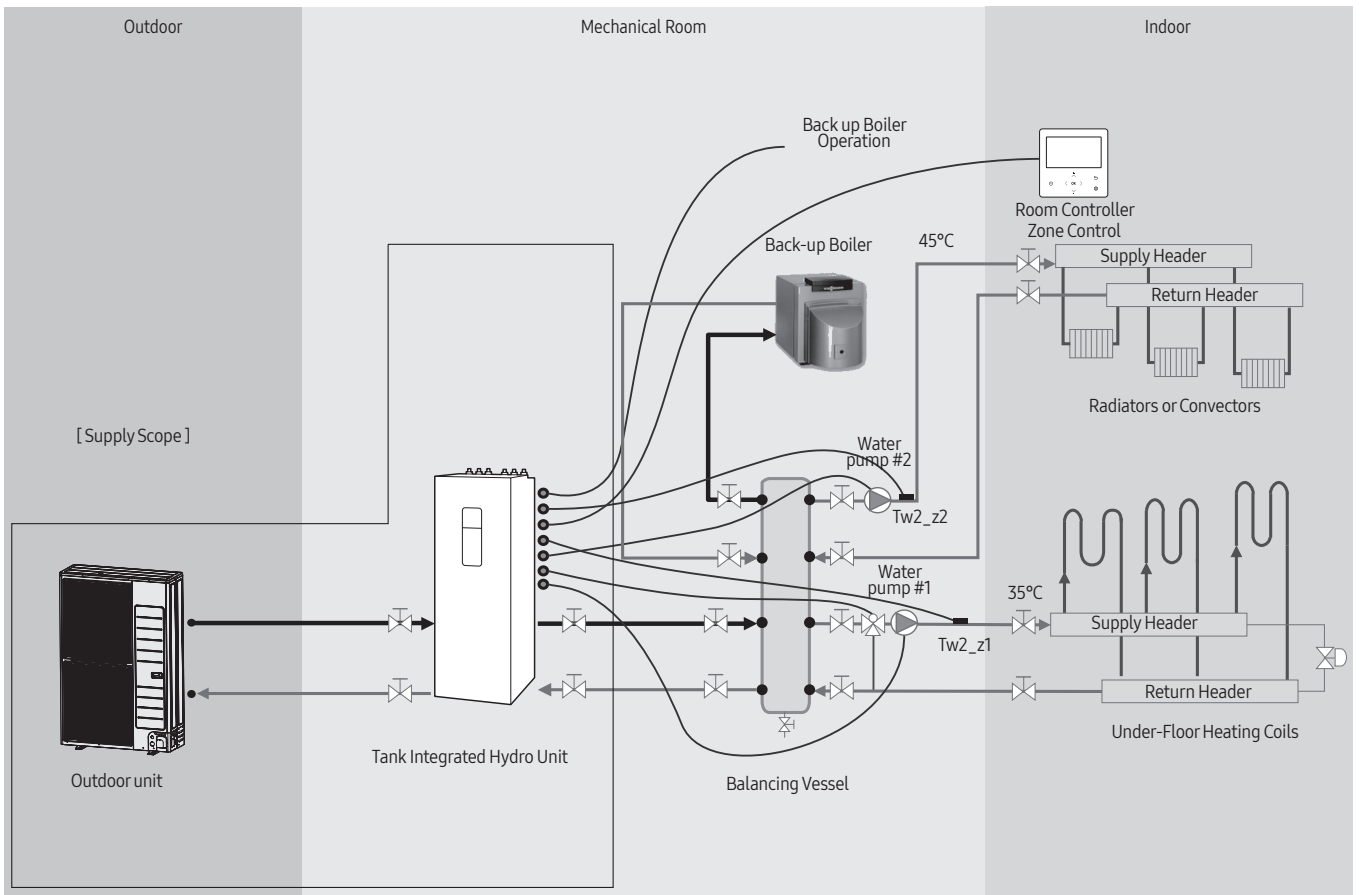 Outdoor
Mechanical Room
Indoor
Back up Boiler
Operation
Room Controller
Zone Control
Back-up Boiler
45°C
Supply Header
Return Header
Radiators or Convectors
[ Supply Scope ]
Water
pump #2
Tw2_z2
Water
pump #1
35°C
Supply Header
Tw2_z1
Return Header
Under-Floor Heating Coils
Tank Integrated Hydro Unit
Outdoor unit
Balancing Vessel